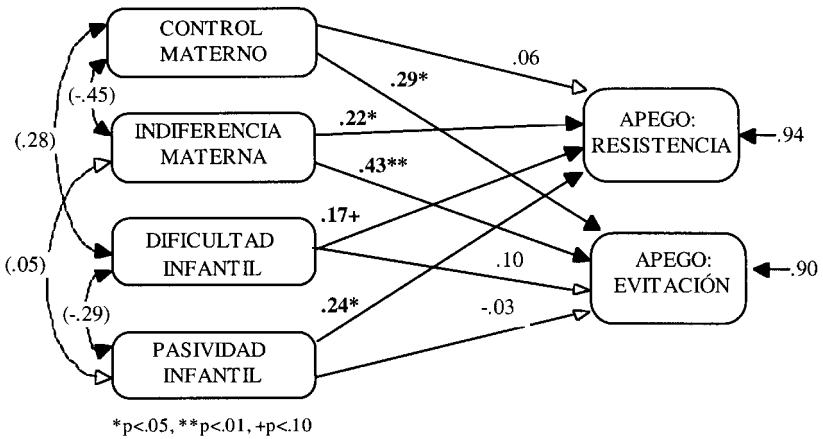 CONTROL
MATERNO
.06
.29*
(-.45)
(.28)
INDIFERENCIA
MATERNA
.22*
APEGO:
RESISTENCIA
.94
.43**
.17+
DIFICULTAD
INFANTIL
(.05)
.10
APEGO:
EVITACIÓN
.90
(-.29)
.24*
-.03
PASIVIDAD
INFANTIL
*p<.05, **p<.01, +p<.10